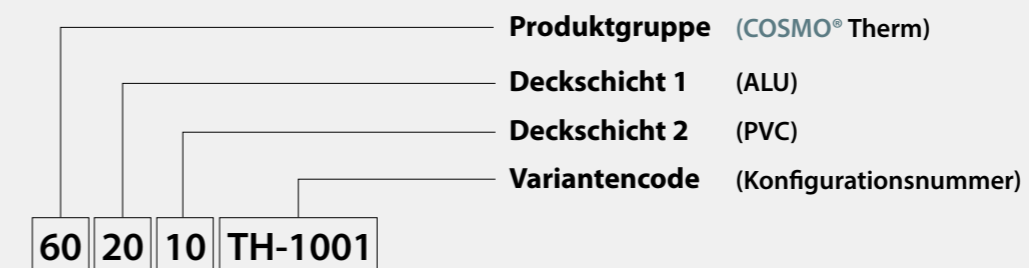 Produktgruppe (COSMO® Therm)
Deckschicht 1 (ALU)
Deckschicht 2 (PVC)
Variantencode (Konfigurationsnummer)
60 20 10 TH-1001